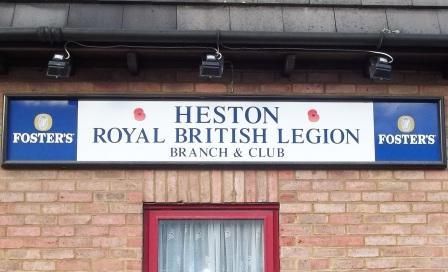 HESTON
FOSTER'S ROYAL BRITISH LEGION FOSTER'S
BRANCH & CLUB